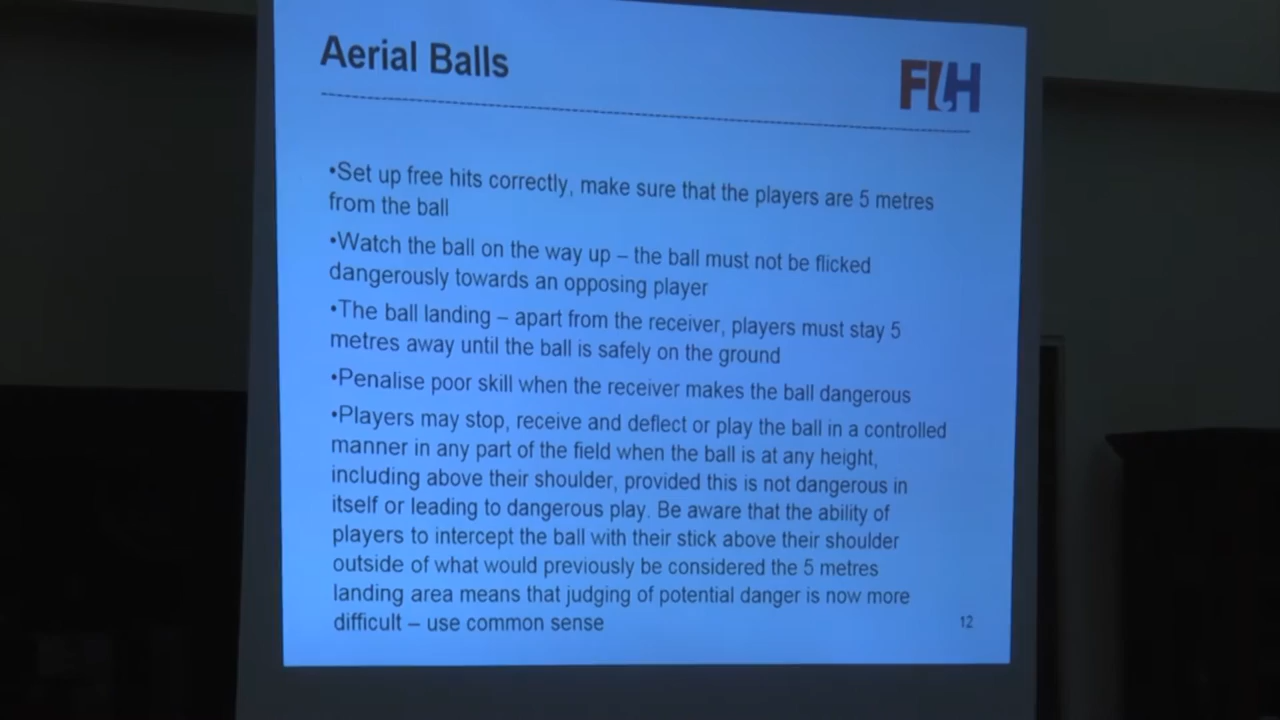 Aerial Balls
FIH
•Set up free hits correctly, make sure that the players are 5 metres
from the ball
•Watch the ball on the way up – the ball must not be flicked
dangerously towards an opposing player
•The ball landing – apart from the receiver, players must stay 5
metres away until the ball is safely on the ground
•Penalise poor skill when the receiver makes the ball dangerous
•Players may stop, receive and deflect or play the ball in a controlled
manner in any part of the field when the ball is at any height,
including above their shoulder, provided this is not dangerous in
itself or leading to dangerous play. Be aware that the ability of
players to intercept the ball with their stick above their shoulder
outside of what would previously be considered the 5 metres
landing area means that judging of potential danger is now more
difficult – use common sense
12